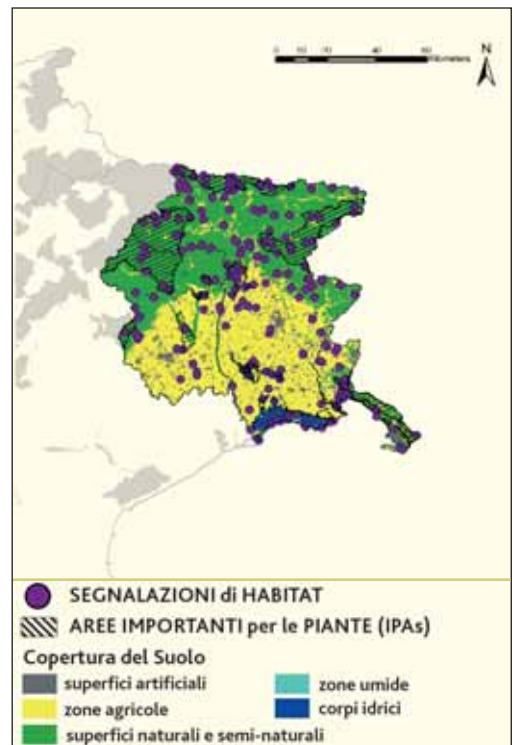 N
SEGNALAZIONI di HABITAT
AREE IMPORTANTI per le PIANTE (IPAs)
Copertura del Suolo
superfici artificiali
zone umide
zone agricole
corpi idrici
superfici naturali e semi-naturali